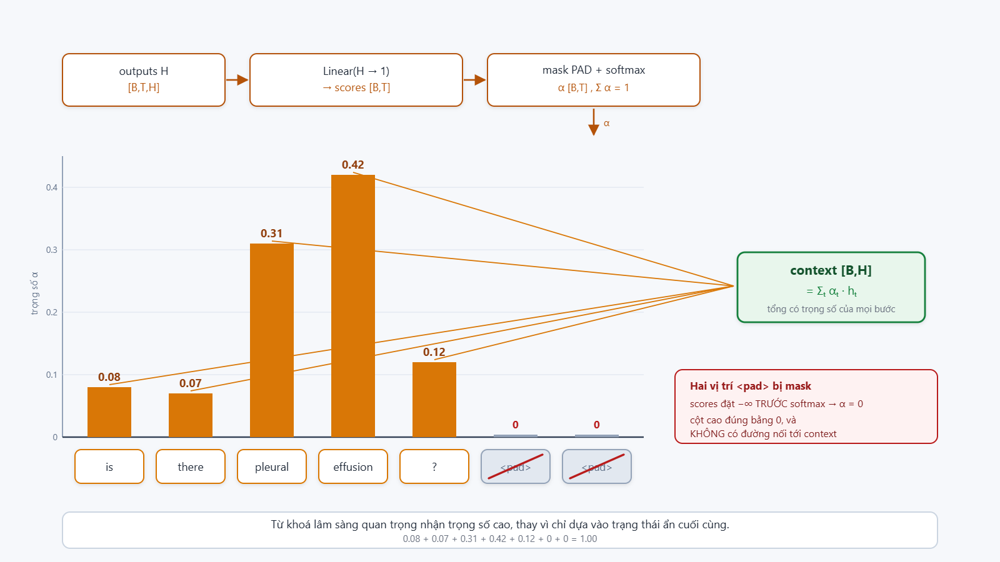 outputs H
[B,T,H]
Linear(H → 1)
→ scores [B,T]
mask PAD + softmax
α [B,T] , Σ α = 1
α
trọng số α
0.4
0.3
0.2
0.1
0
0.08
0.07
0.31
0.42
0.12
0
0
is
there
pleural
effusion
?
<pad>
<pad>
context [B,H]
= Σₜ αₜ · hₜ
tổng có trọng số của mọi bước
Hai vị trí <pad> bị mask
scores đặt −∞ TRƯỚC softmax → α = 0
cột cao đúng bằng 0, và
KHÔNG có đường nối tới context
Từ khoá lâm sàng quan trọng nhận trọng số cao, thay vì chỉ dựa vào trạng thái ẩn cuối cùng.
0.08 + 0.07 + 0.31 + 0.42 + 0.12 + 0 + 0 = 1.00